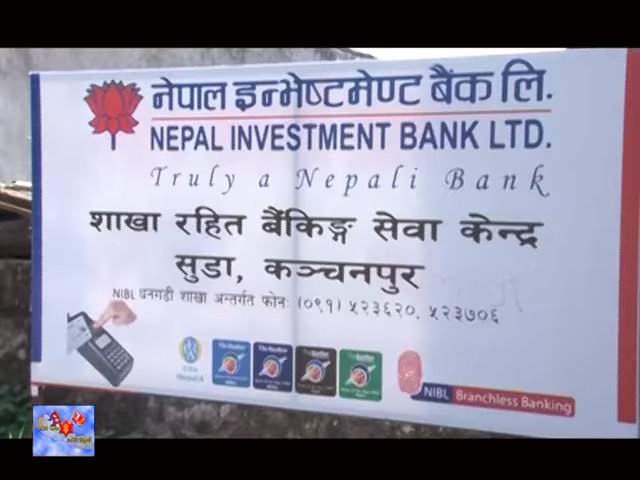 नेपाल इन्भेष्टमेण्ट बैंक लि.
NEPAL INVESTMENT BANK LTD.
Truly a Nepali Bank
शाखा रहित बैंकिङ्ग सेवा केन्द्र
सुडा, कञ्चनपुर
NIBL धनगढी शाखा अन्तर्गत फोन: (०९१) ५२३६२०, ५२३७०६
NIBL Branchless Banking